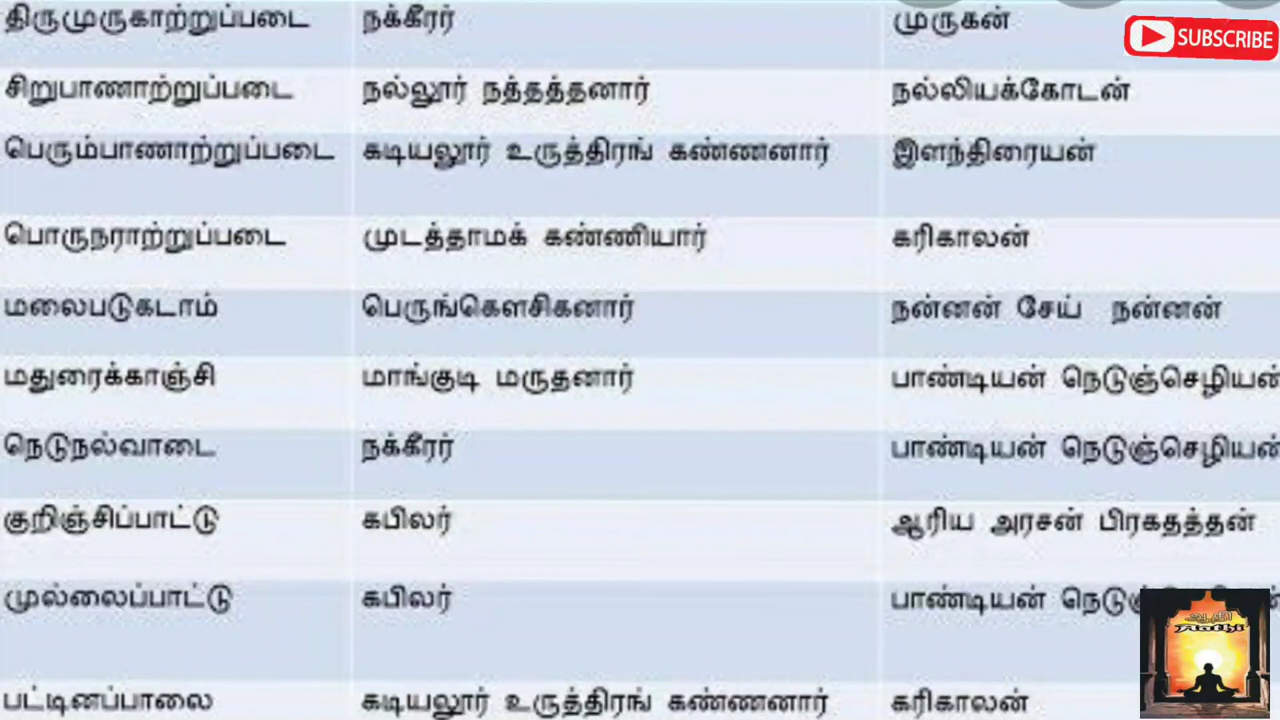 திருமுருகாற்றுப்படை நக்கீரர் முருகன்
SUBSCRIBE
சிறுபாணாற்றுப்படை நல்லூர் நத்தத்தனார் நல்லியக்கோடன்
பெரும்பாணாற்றுப்படை கடியலூர் உருத்திரங் கண்ணனார் இளந்திரையன்
பொருநராற்றுப்படை முடத்தாமக் கண்ணியார் கரிகாலன்
மலைபடுகடாம் பெருங்கௌசிகனார் நன்னன் சேய் நன்னன்
மதுரைக்காஞ்சி மாங்குடி மருதனார் பாண்டியன் நெடுஞ்செழியன்
நெடுநல்வாடை நக்கீரர் பாண்டியன் நெடுஞ்செழியன்
குறிஞ்சிப்பாட்டு கபிலர் ஆரிய அரசன் பிரகதத்தன்
முல்லைப்பாட்டு கபிலர் பாண்டியன்
ஆதி
Aathi
பட்டினப்பாலை கடியலூர் உருத்திரங் கண்ணனார் கரிகாலன்